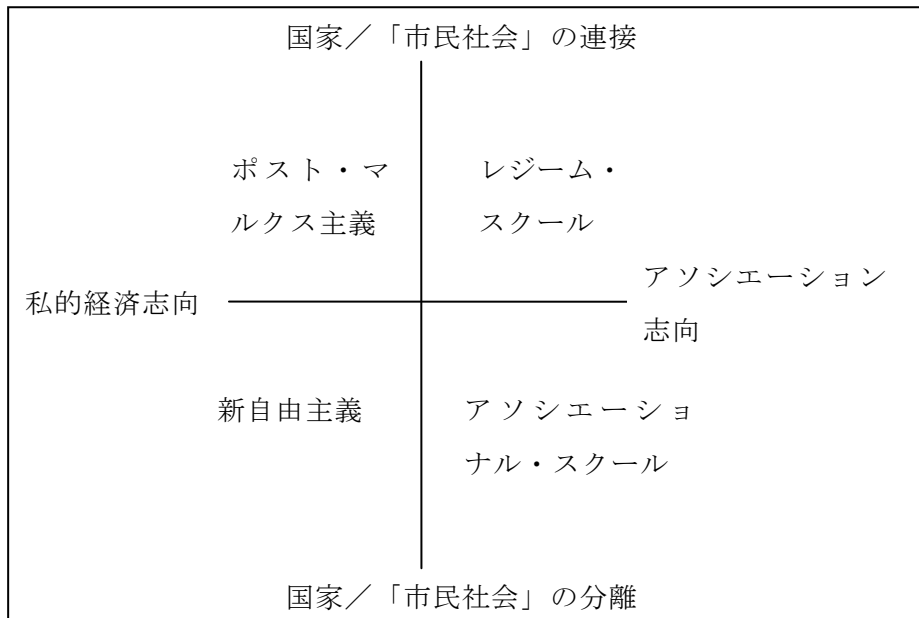 国家／「市民社会」の連接
ポスト・マ
ルクス主義
レジーム・
スクール
私的経済志向
アソシエーション
志向
新自由主義
アソシエーショ
ナル・スクール
国家／「市民社会」の分離